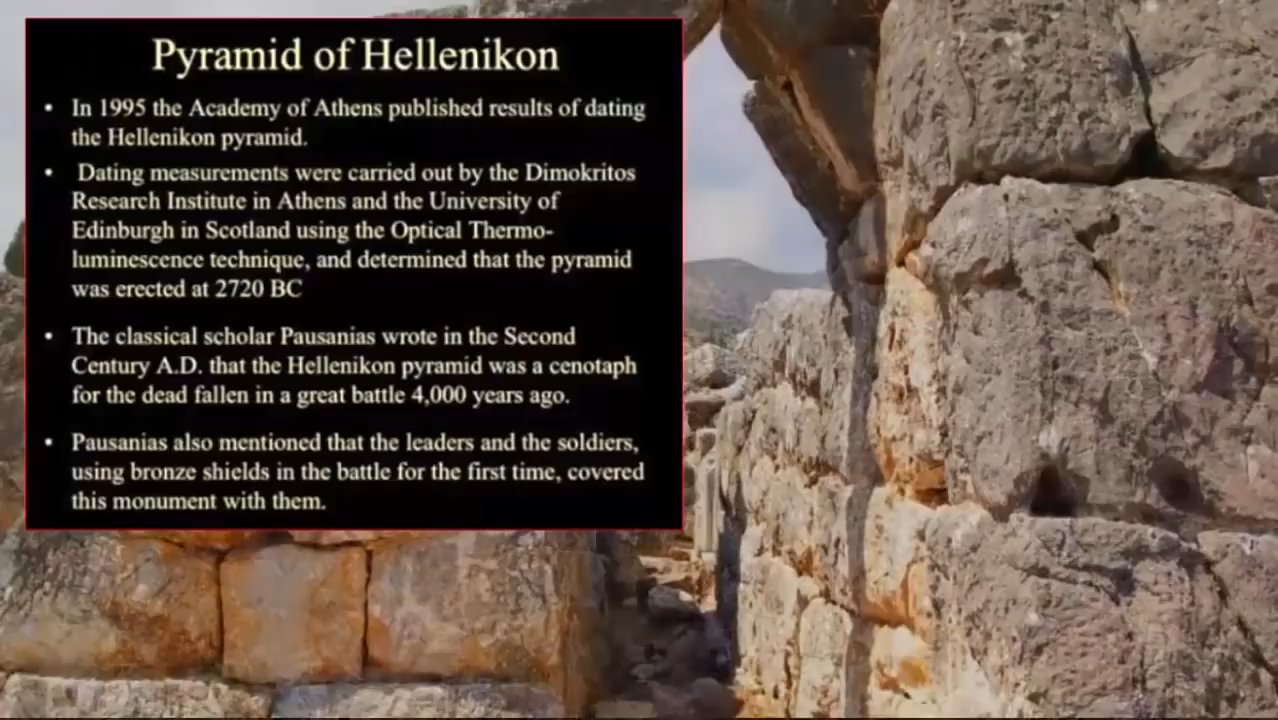 Pyramid of Hellenikon
• In 1995 the Academy of Athens published results of dating
the Hellenikon pyramid.
• Dating measurements were carried out by the Dimokritos
Research Institute in Athens and the University of
Edinburgh in Scotland using the Optical Thermo-
luminescence technique, and determined that the pyramid
was erected at 2720 BC
• The classical scholar Pausanias wrote in the Second
Century A.D. that the Hellenikon pyramid was a cenotaph
for the dead fallen in a great battle 4,000 years ago.
• Pausanias also mentioned that the leaders and the soldiers,
using bronze shields in the battle for the first time, covered
this monument with them.